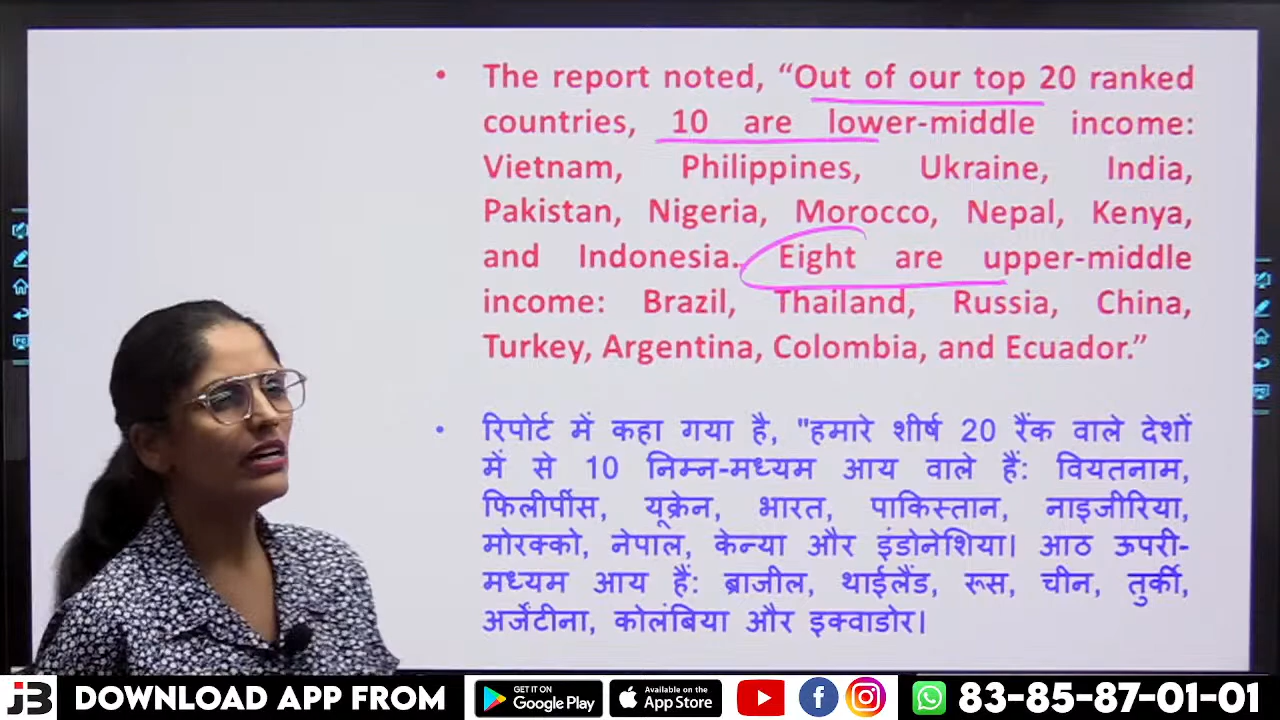 • The report noted, “Out of our top 20 ranked
countries, 10 are lower-middle income:
Vietnam, Philippines, Ukraine, India,
Pakistan, Nigeria, Morocco, Nepal, Kenya,
and Indonesia. Eight are upper-middle
income: Brazil, Thailand, Russia, China,
Turkey, Argentina, Colombia, and Ecuador.”
• रिपोर्ट में कहा गया है, "हमारे शीर्ष 20 रैंक वाले देशों
में से 10 निम्न-मध्यम आय वाले हैं: वियतनाम,
फिलीपींस, यूक्रेन, भारत, पाकिस्तान, नाइजीरिया,
मोरक्को, नेपाल, केन्या और इंडोनेशिया। आठ ऊपरी-
मध्यम आय हैं: ब्राजील, थाईलैंड, रूस, चीन, तुर्की,
अर्जेंटीना, कोलंबिया और इक्वाडोर।
JB DOWNLOAD APP FROM GET IT ON Google Play Available on the App Store 83-85-87-01-01